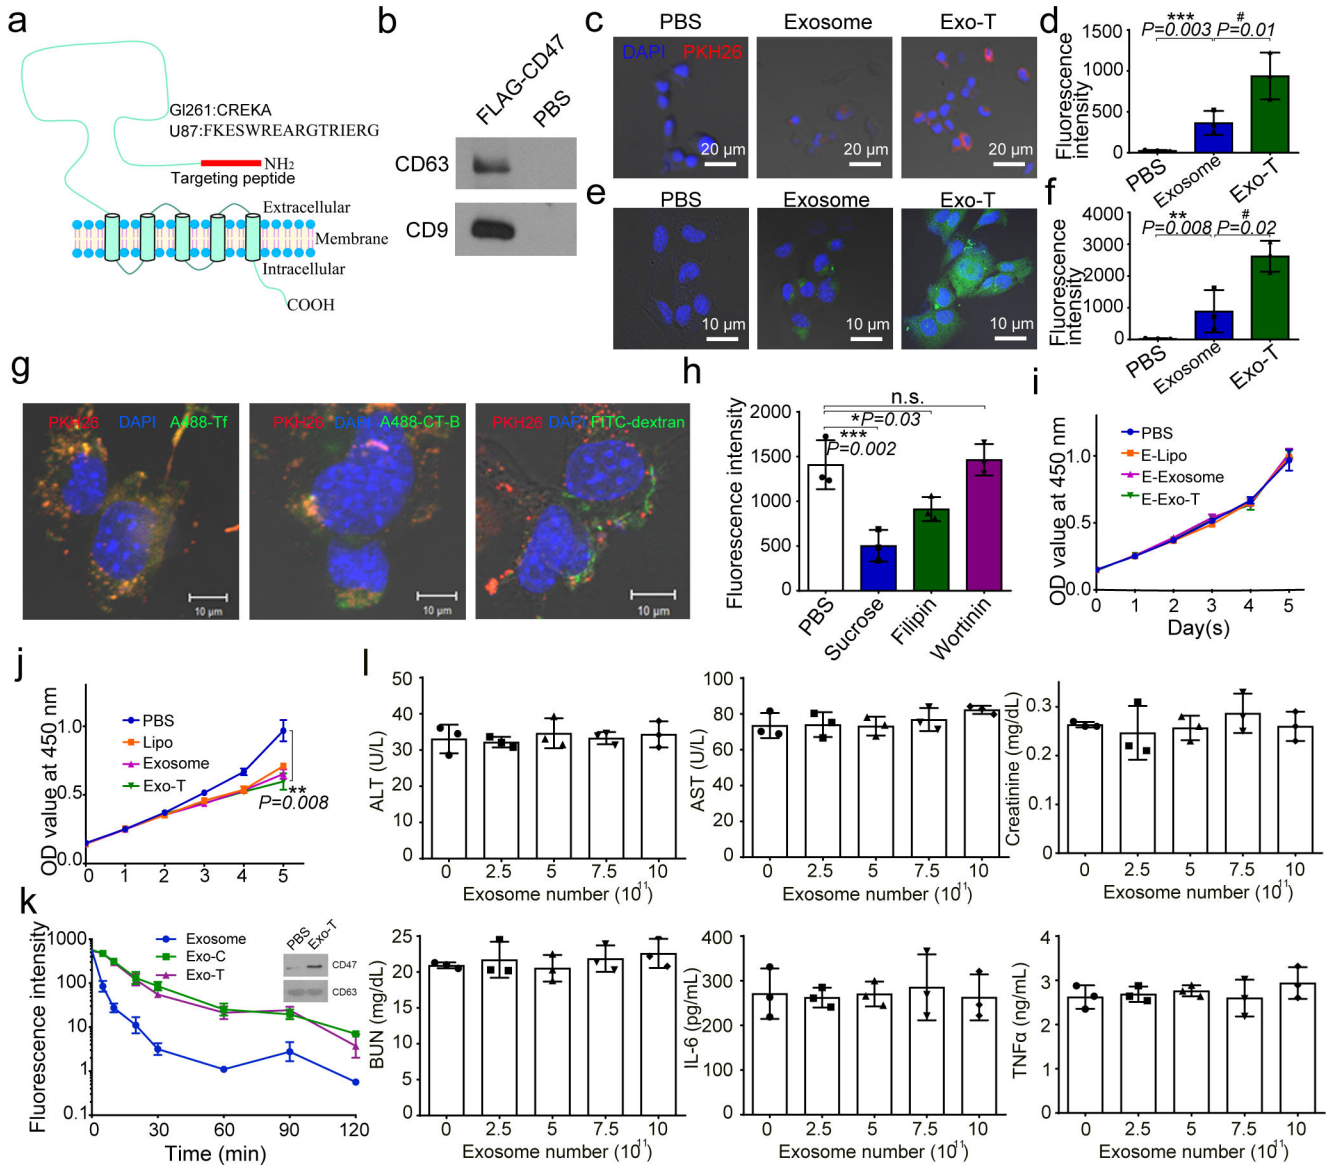 a
GI261:CREKA
U87:FKESWREARGTRIERG
NH2
Targeting peptide
Extracellular
Membrane
Intracellular
COOH
b
FLAG-CD47
PBS
CD63
CD9
c
PBS
Exosome
Exo-T
DAPI
PKH26
20 µm
20 µm
20 µm
d
Fluorescence
intensity
1500
1000
500
0
***
P=0.003
#
P=0.01
PBS
Exosome
Exo-T
e
PBS
Exosome
Exo-T
10 µm
10 µm
10 µm
f
Fluorescence
intensity
4000
3000
2000
1000
0
**
P=0.008
#
P=0.02
PBS
Exosome
Exo-T
g
PKH26 DAPI A488-Tf
10 µm
PKH26 DAPI A488-CT-B
10 µm
PKH26 DAPI FITC-dextran
10 µm
h
Fluorescence intensity
2000
1500
1000
500
0
n.s.
*P=0.03
***
P=0.002
PBS
Sucrose
Filipin
Wortinin
i
OD value at 450 nm
1.0
0.5
0.0
PBS
E-Lipo
E-Exosome
E-Exo-T
0 1 2 3 4 5
Day(s)
j
OD value at 450 nm
1.0
0.5
0.0
PBS
Lipo
Exosome
Exo-T
**
P=0.008
0 1 2 3 4 5
k
Fluorescence intensity
1000
100
10
1
0.1
Exosome
Exo-C
Exo-T
PBS
Exo-T
CD47
CD63
0 30 60 90 120
Time (min)
l
ALT (U/L)
50
40
30
20
10
0
0 2.5 5 7.5 10
Exosome number (10^11)
AST (U/L)
100
80
60
40
20
0
0 2.5 5 7.5 10
Exosome number (10^11)
Creatinine (mg/dL)
0.3
0.2
0.1
0
0 2.5 5 7.5 10
Exosome number (10^11)
BUN (mg/dL)
25
20
15
10
5
0
0 2.5 5 7.5 10
Exosome number (10^11)
IL-6 (pg/mL)
400
300
200
100
0
0 2.5 5 7.5 10
Exosome number (10^11)
TNFα (ng/mL)
4
3
2
1
0
0 2.5 5 7.5 10
Exosome number (10^11)